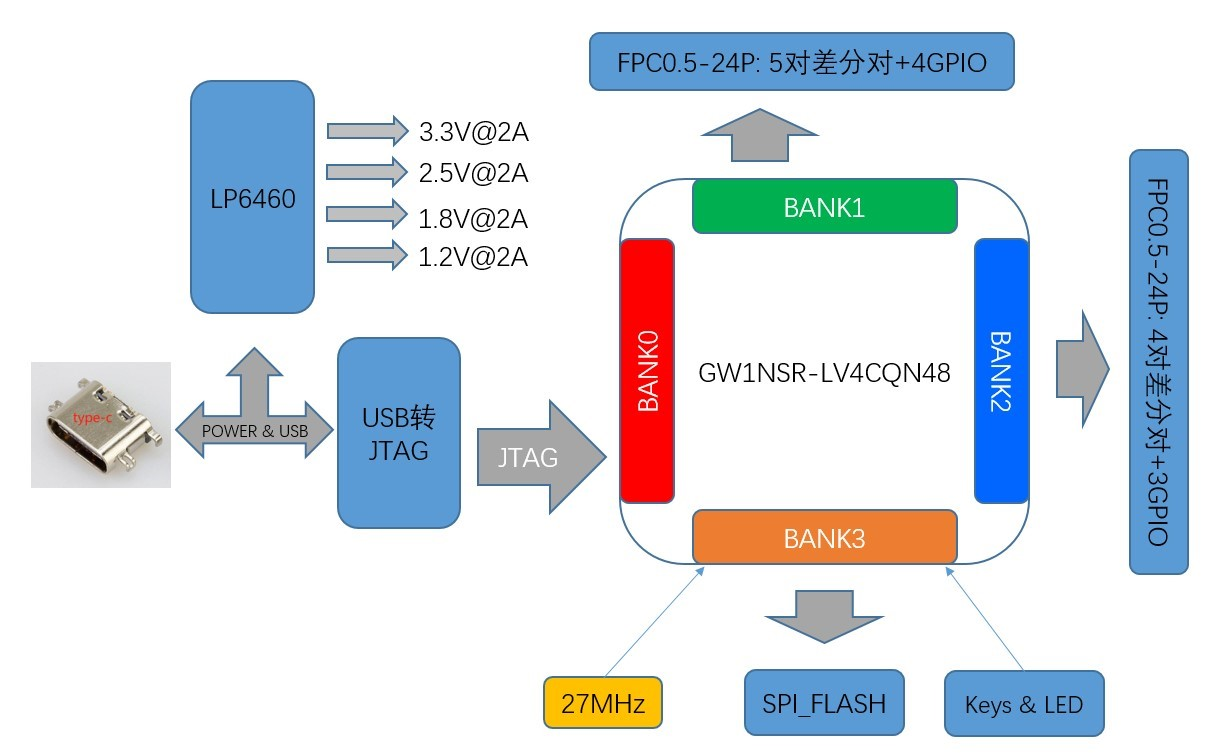 FPC0.5-24P: 5对差分对+4GPIO
LP6460
3.3V@2A
2.5V@2A
1.8V@2A
1.2V@2A
BANK1
BANK0
GW1NSR-LV4CQN48
BANK2
FPC0.5-24P: 4对差分对+3GPIO
type-c
POWER & USB
USB转
JTAG
JTAG
BANK3
27MHz
SPI_FLASH
Keys & LED